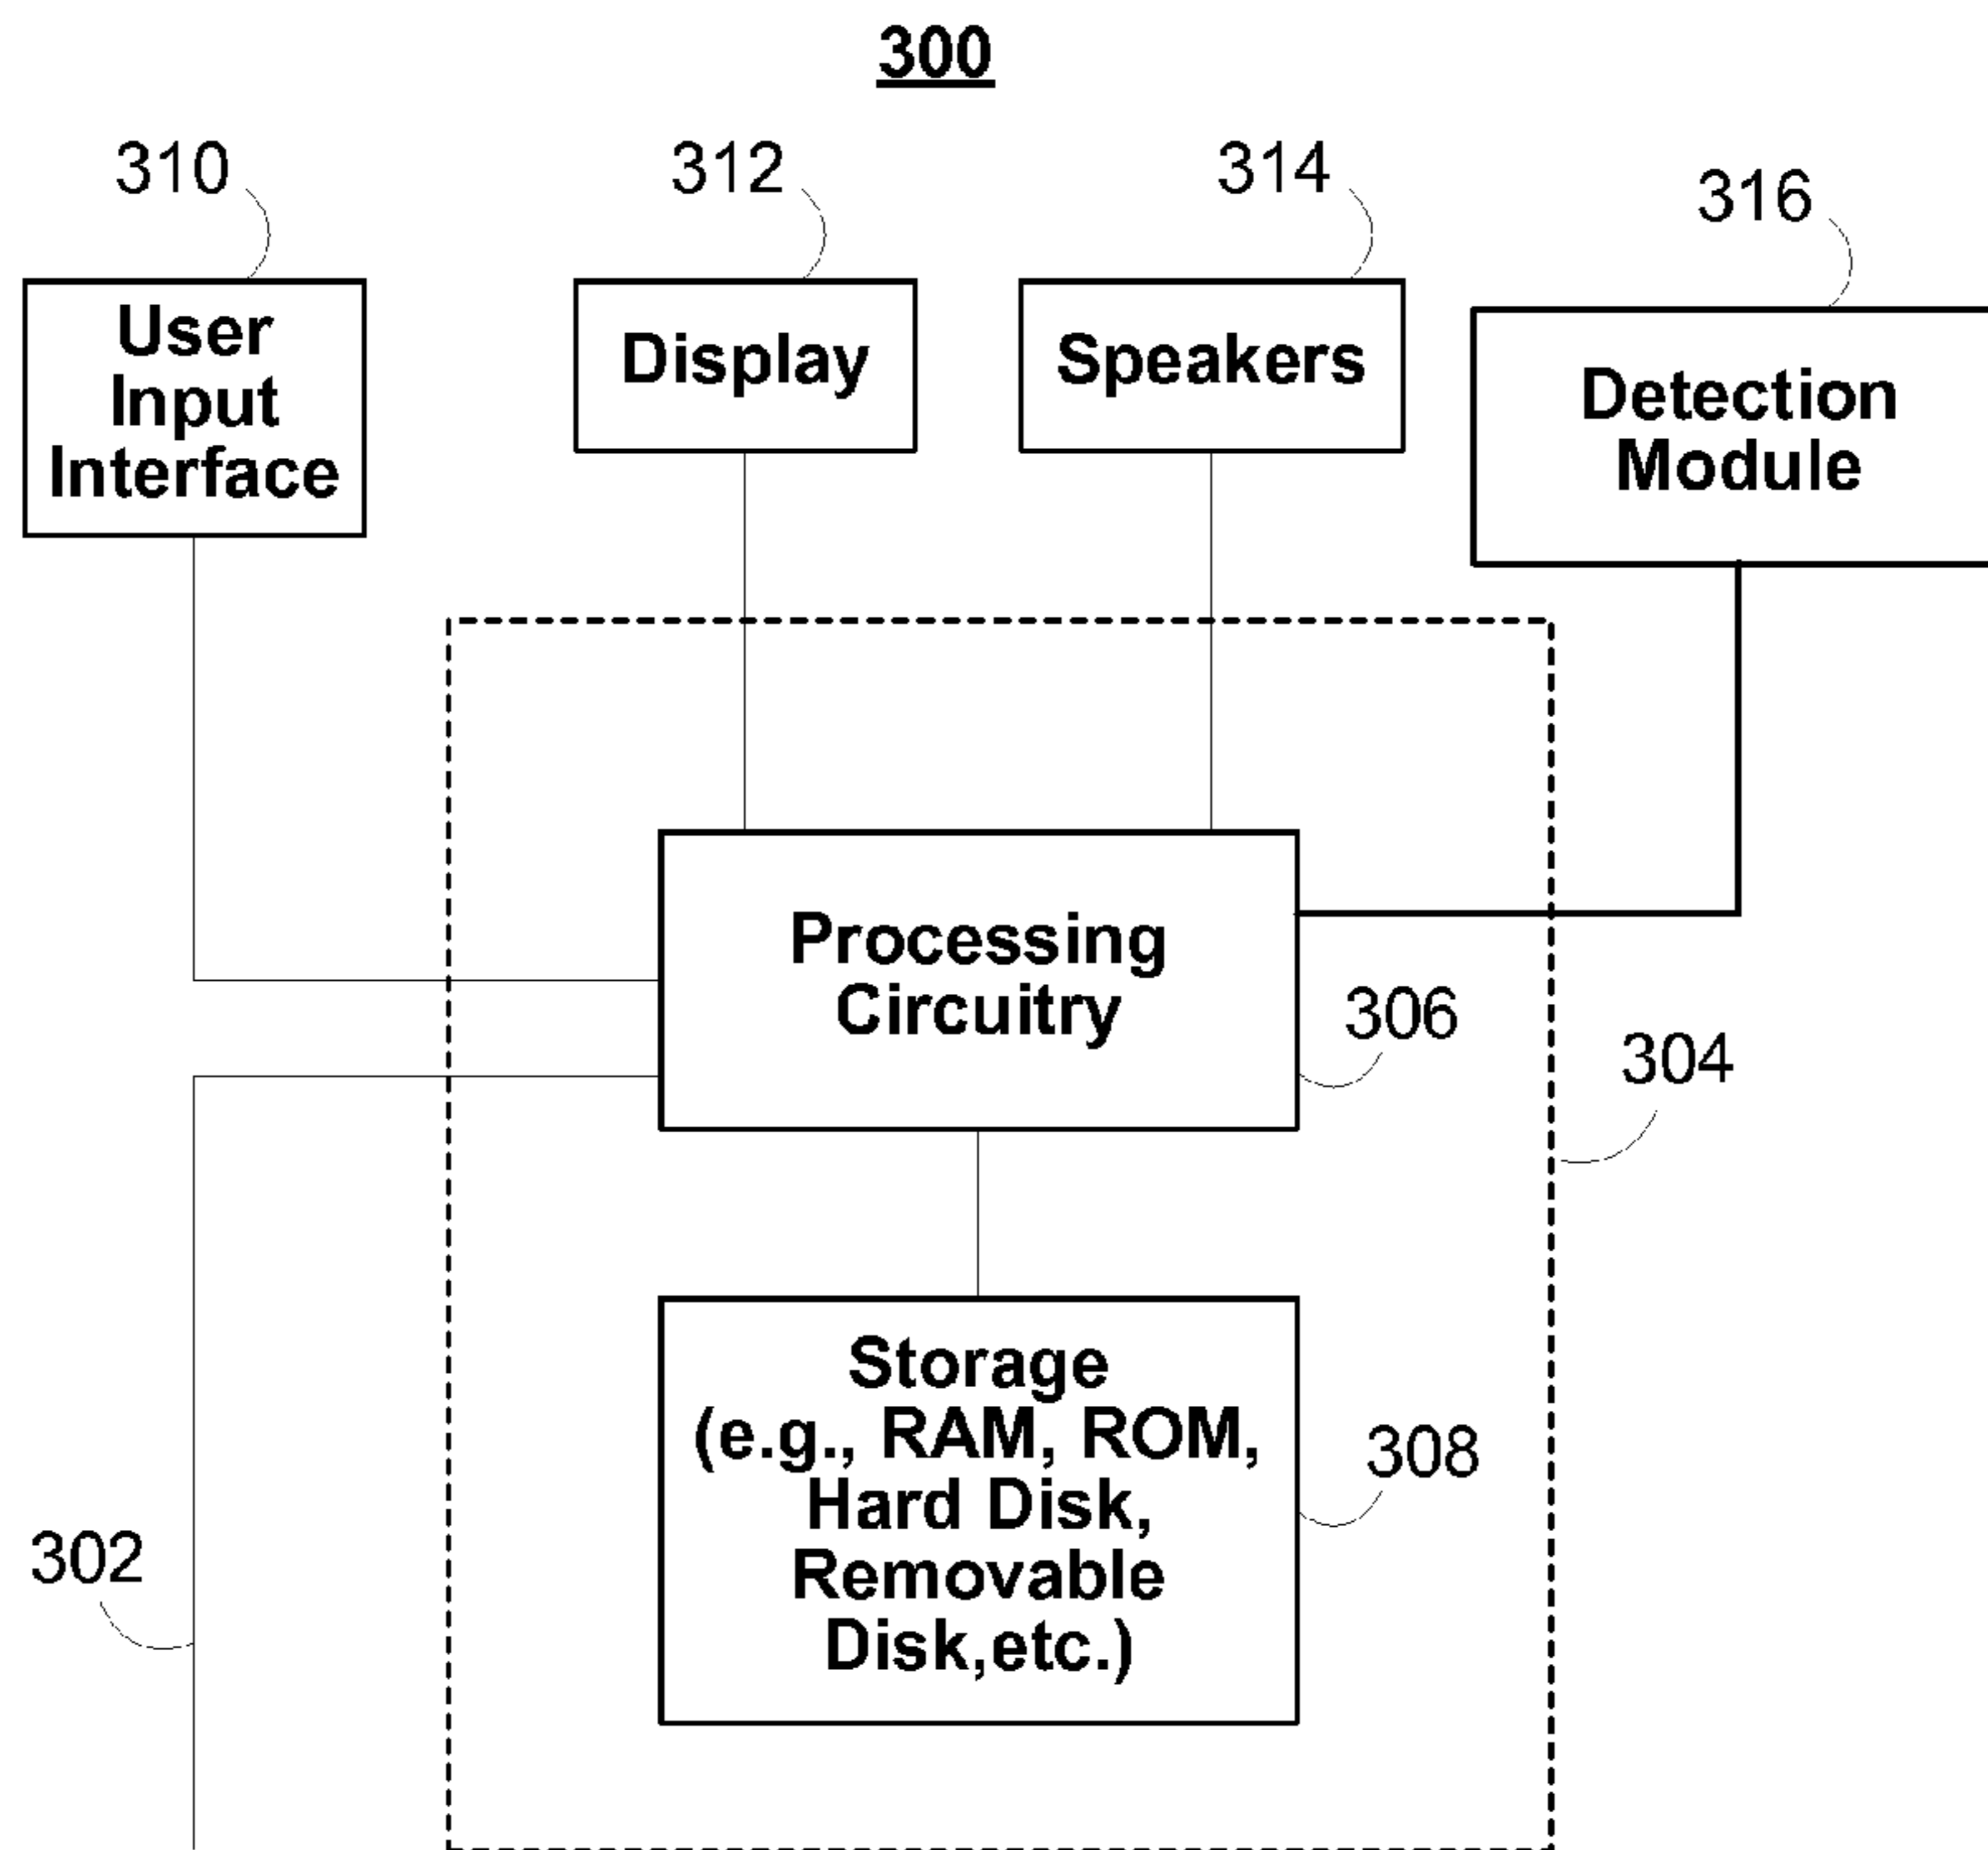 300
310
312
314
316
User
Input
Interface
Display
Speakers
Detection
Module
Processing
Circuitry
306
304
Storage
(e.g., RAM, ROM,
Hard Disk,
Removable
Disk,etc.)
308
302